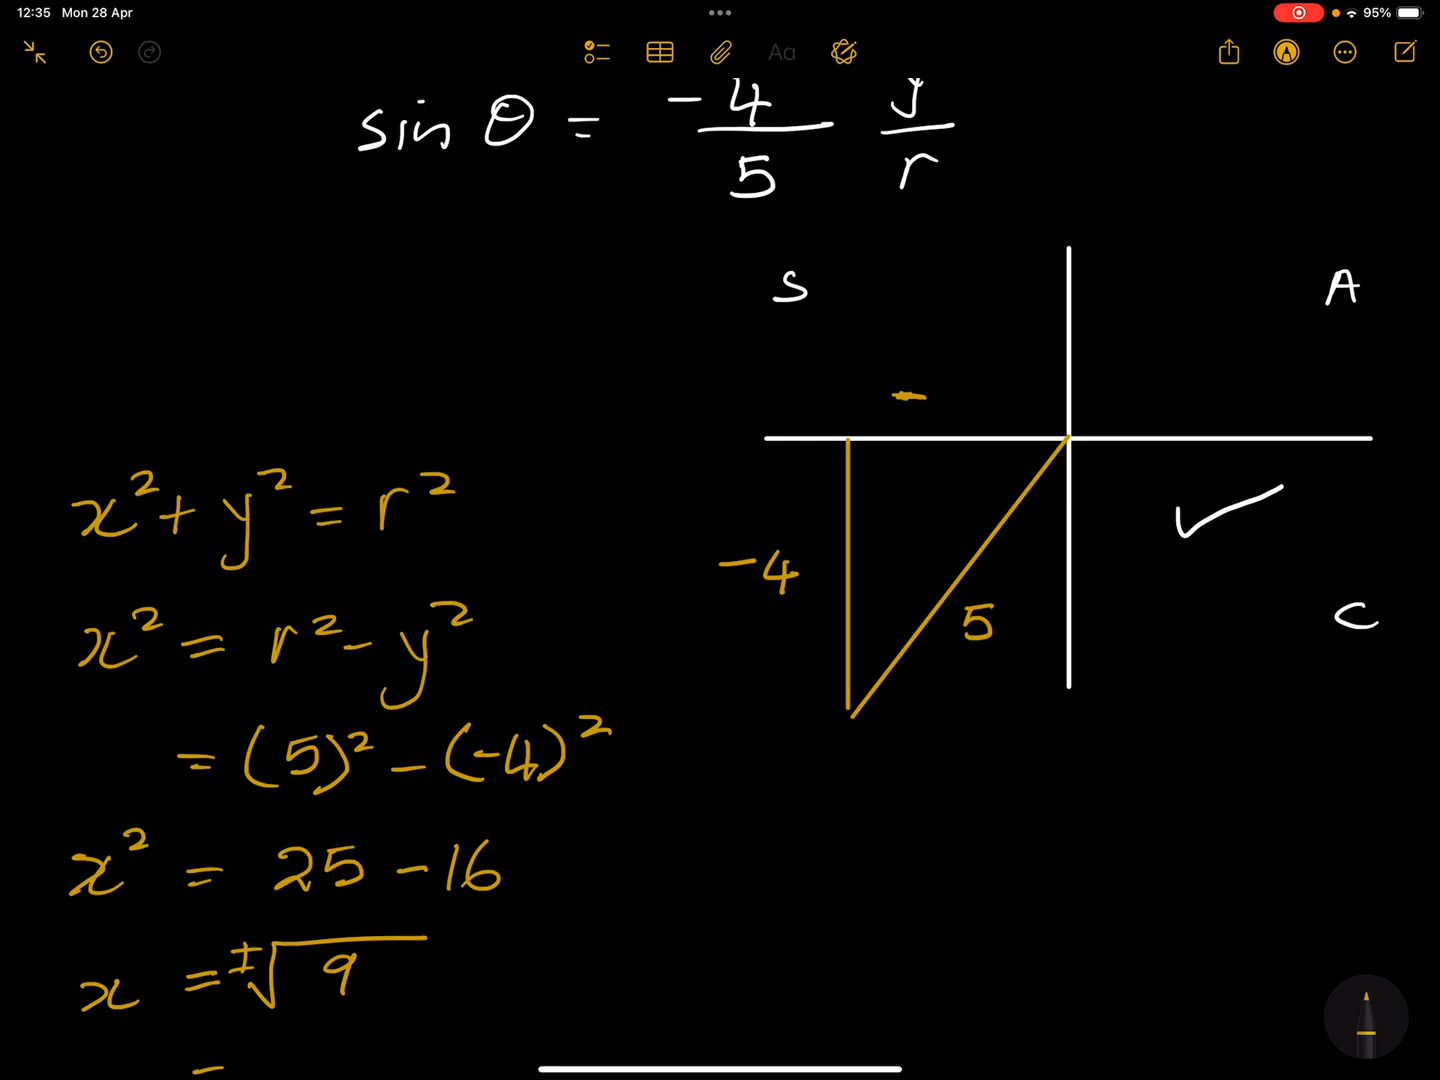 12:35 Mon 28 Apr
95%
Aa
sin θ = -4/5 y/r
S
A
-
x² + y² = r²
-4
5
C
x² = r² - y²
= (5)² - (-4)²
x² = 25 - 16
x = ±√9
=